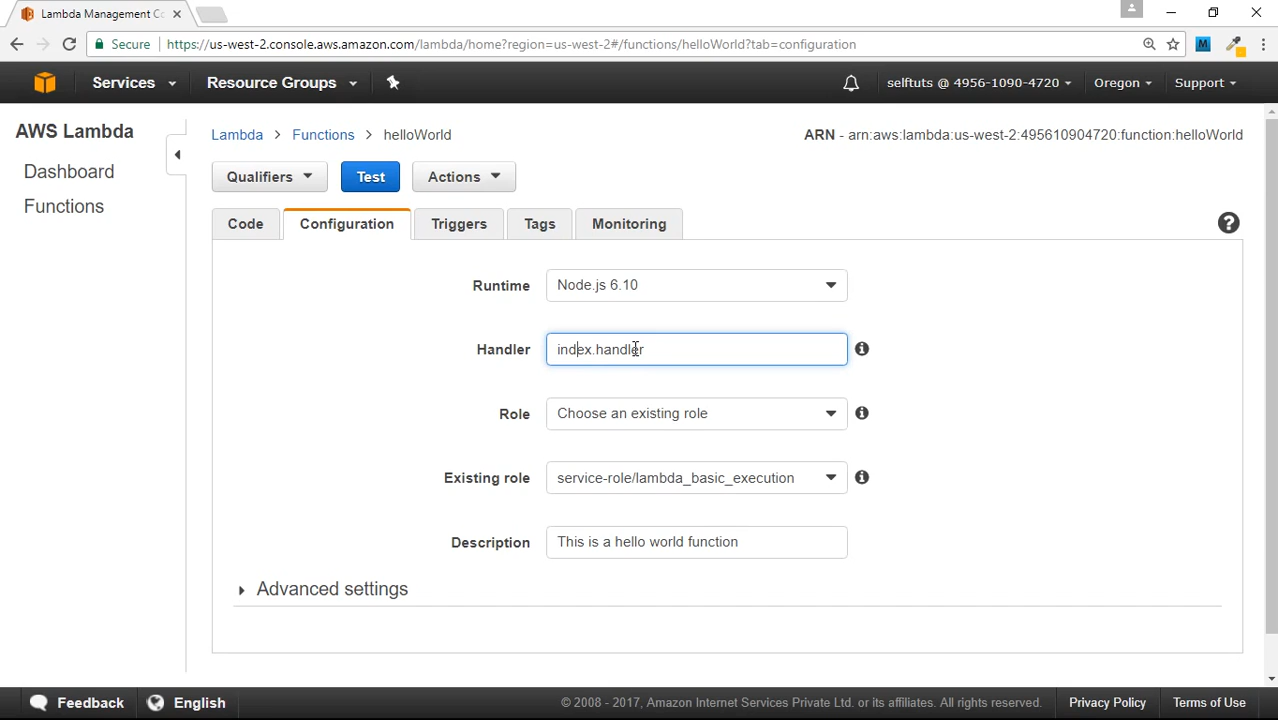 Lambda Management Co
Secure https://us-west-2.console.aws.amazon.com/lambda/home?region=us-west-2#/functions/helloWorld?tab=configuration
Services Resource Groups selftuts @ 4956-1090-4720 Oregon Support
AWS Lambda
Dashboard
Functions
Lambda > Functions > helloWorld ARN - arn:aws:lambda:us-west-2:495610904720:function:helloWorld
Qualifiers Test Actions
Code Configuration Triggers Tags Monitoring
Runtime Node.js 6.10
Handler index.handler
Role Choose an existing role
Existing role service-role/lambda_basic_execution
Description This is a hello world function
Advanced settings
Feedback English © 2008 - 2017, Amazon Internet Services Private Ltd. or its affiliates. All rights reserved. Privacy Policy Terms of Use